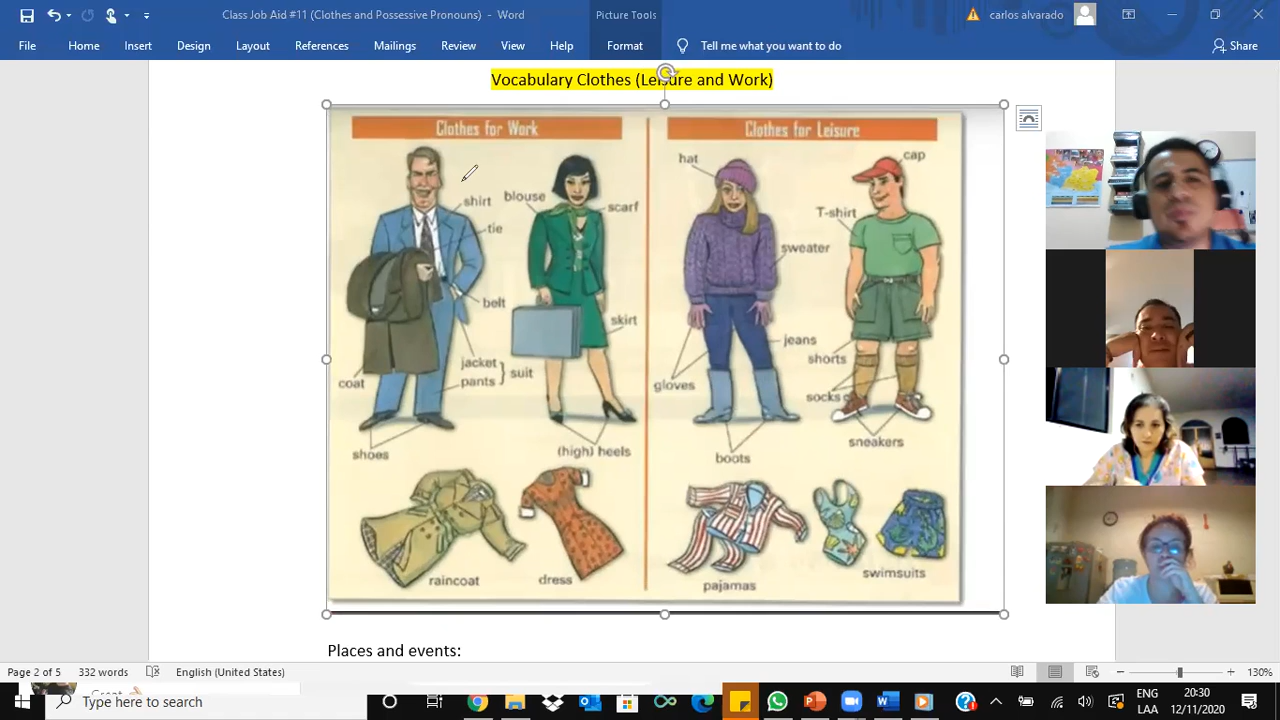 Class Job Aid #11 (Clothes and Possessive Pronouns) - Word
Picture Tools
carlos alvarado
File Home Insert Design Layout References Mailings Review View Help Format Tell me what you want to do Share
Vocabulary Clothes (Leisure and Work)
Clothes for Work
Clothes for Leisure
hat
cap
shirt
blouse
scarf
T-shirt
tie
sweater
belt
skirt
jeans
shorts
jacket
pants
suit
coat
gloves
socks
sneakers
shoes
(high) heels
boots
raincoat
dress
pajamas
swimsuits
Places and events:
Page 2 of 5 332 words English (United States) 130%
Type here to search
ENG
LAA
20:30
12/11/2020